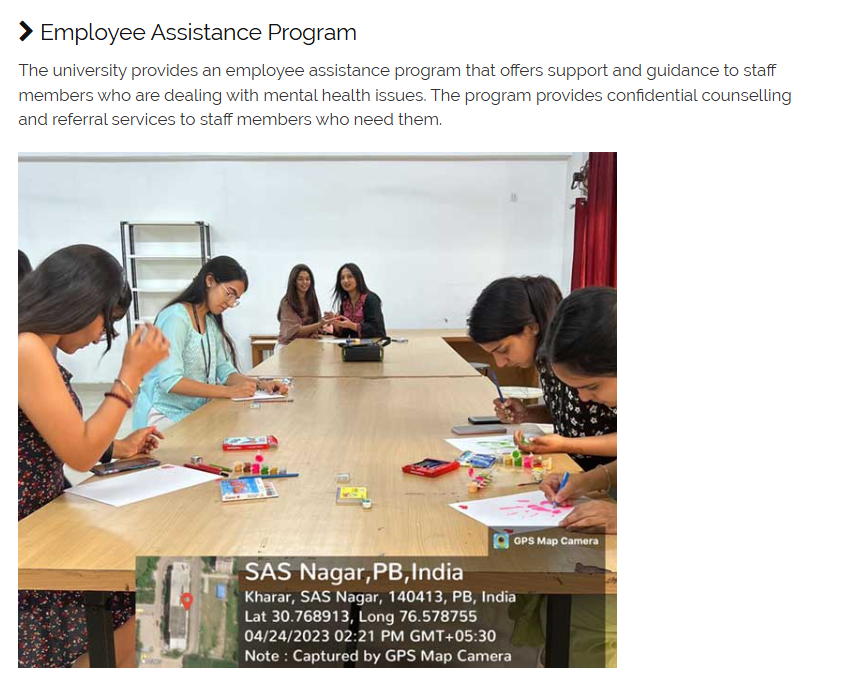 Employee Assistance Program
The university provides an employee assistance program that offers support and guidance to staff
members who are dealing with mental health issues. The program provides confidential counselling
and referral services to staff members who need them.
GPS Map Camera
SAS Nagar,PB,India
Kharar, SAS Nagar, 140413, PB, India
Lat 30.768913, Long 76.578755
04/24/2023 02:21 PM GMT+05:30
Note : Captured by GPS Map Camera